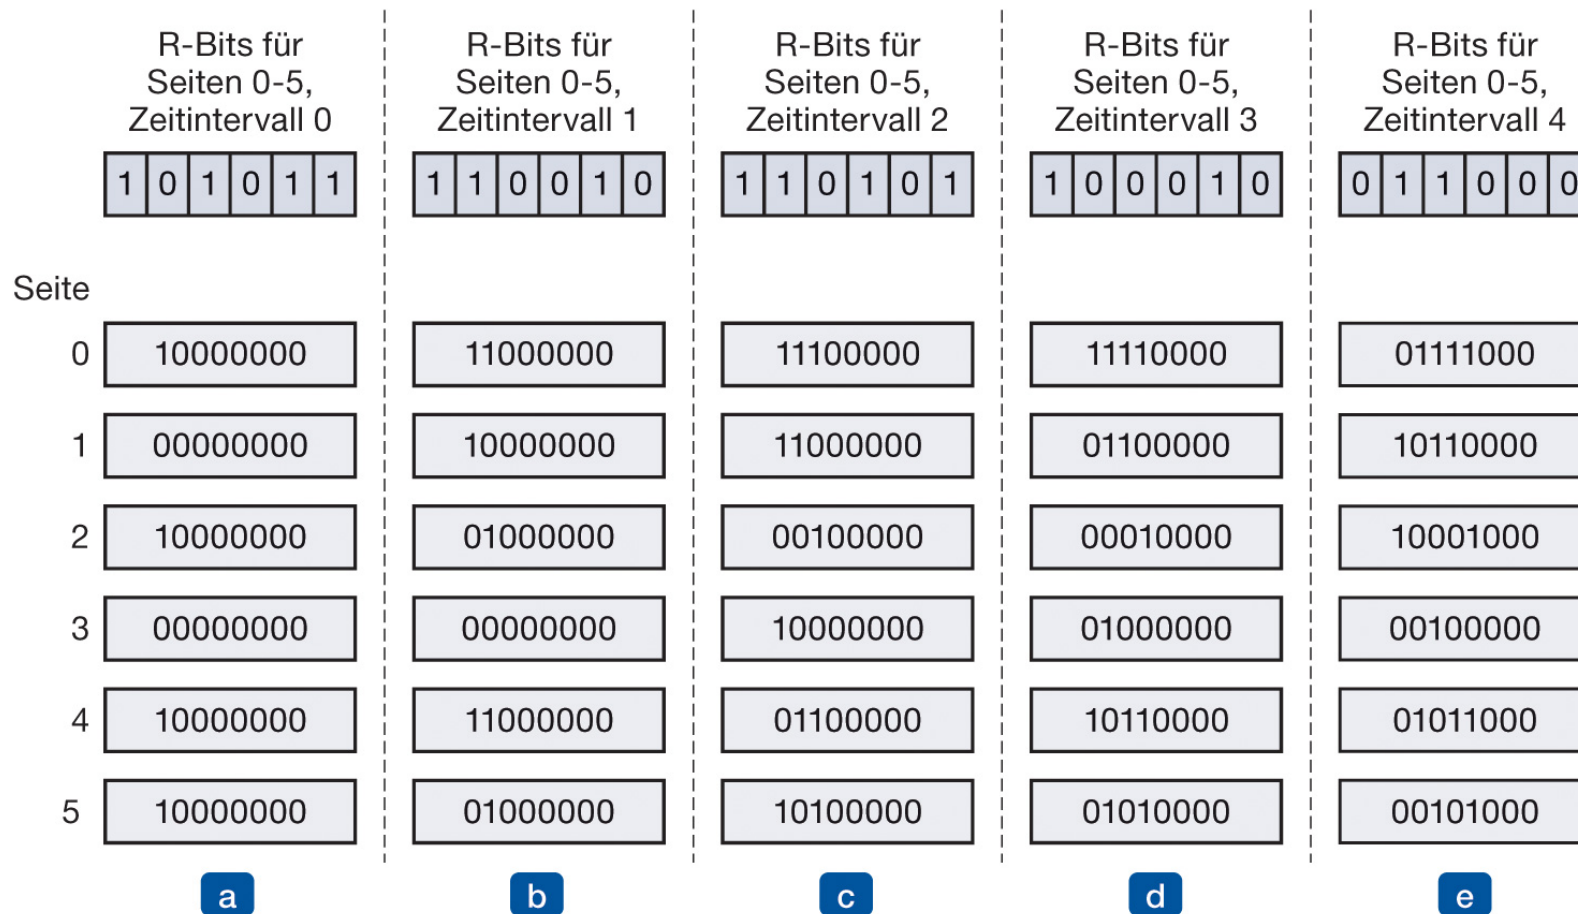 R-Bits für
Seiten 0-5,
Zeitintervall 0
R-Bits für
Seiten 0-5,
Zeitintervall 1
R-Bits für
Seiten 0-5,
Zeitintervall 2
R-Bits für
Seiten 0-5,
Zeitintervall 3
R-Bits für
Seiten 0-5,
Zeitintervall 4
1 0 1 0 1 1 1 1 0 0 1 0 1 1 0 1 0 1 1 0 0 0 1 0 0 1 1 0 0 0
Seite
0 10000000 11000000 11100000 11110000 01111000
1 00000000 10000000 11000000 01100000 10110000
2 10000000 01000000 00100000 00010000 10001000
3 00000000 00000000 10000000 01000000 00100000
4 10000000 11000000 01100000 10110000 01011000
5 10000000 01000000 10100000 01010000 00101000
a b c d e